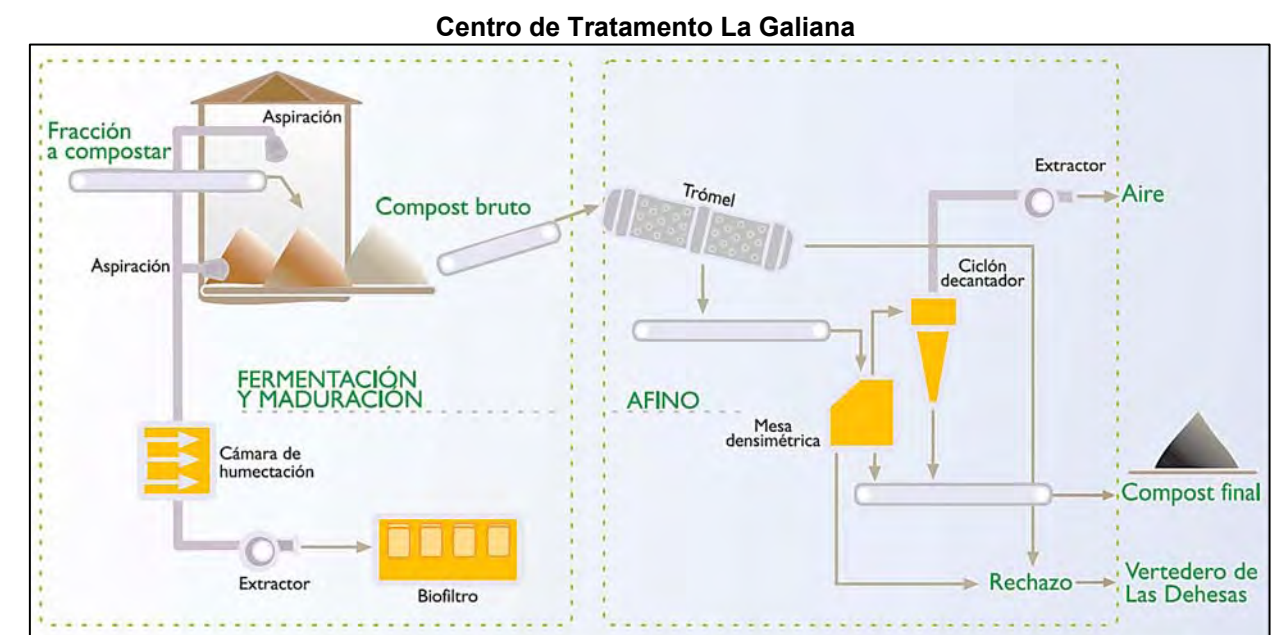 Centro de Tratamento La Galiana
Aspiración
Fracción
a compostar
Compost bruto
Aspiración
FERMENTACIÓN
Y MADURACIÓN
Cámara de
humectación
Extractor
Biofiltro
Trómel
Extractor
Aire
Ciclón
decantador
AFINO
Mesa
densimétrica
Compost final
Rechazo
Vertedero de
Las Dehesas